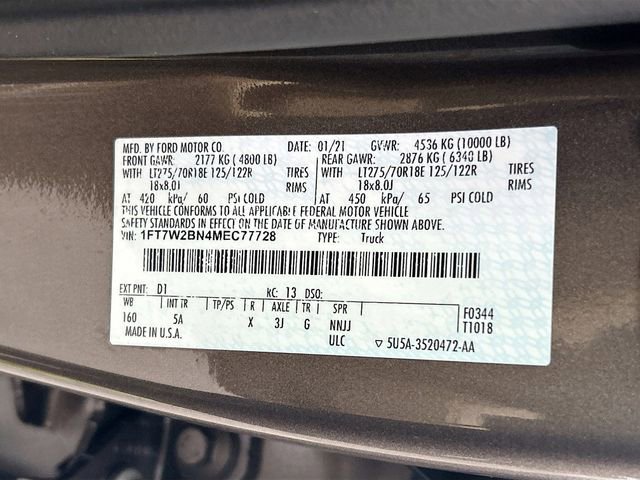 MFD. BY FORD MOTOR CO. DATE: 01/21 GVWR: 4536 KG (10000 LB)
FRONT GAWR: 2177 KG ( 4800 LB) REAR GAWR: 2876 KG ( 6340 LB)
WITH LT275/70R18E 125/122R TIRES WITH LT275/70R18E 125/122R TIRES
18x8.0J RIMS 18x8.0J RIMS
AT 420 kPa/ 60 PSI COLD AT 450 kPa/ 65 PSI COLD
THIS VEHICLE CONFORMS TO ALL APPLICABLE FEDERAL MOTOR VEHICLE
SAFETY STANDARDS IN EFFECT ON THE DATE OF MANUFACTURE SHOWN ABOVE.
VIN: 1FT7W2BN4MEC77728 TYPE: Truck
EXT PNT: D1 RC: 13 DSO:
WB INT TR TP/PS R AXLE TR SPR F0344
160 5A X 3J G NNJJ T1018
MADE IN U.S.A. ULC ▽ 5U5A-3520472-AA